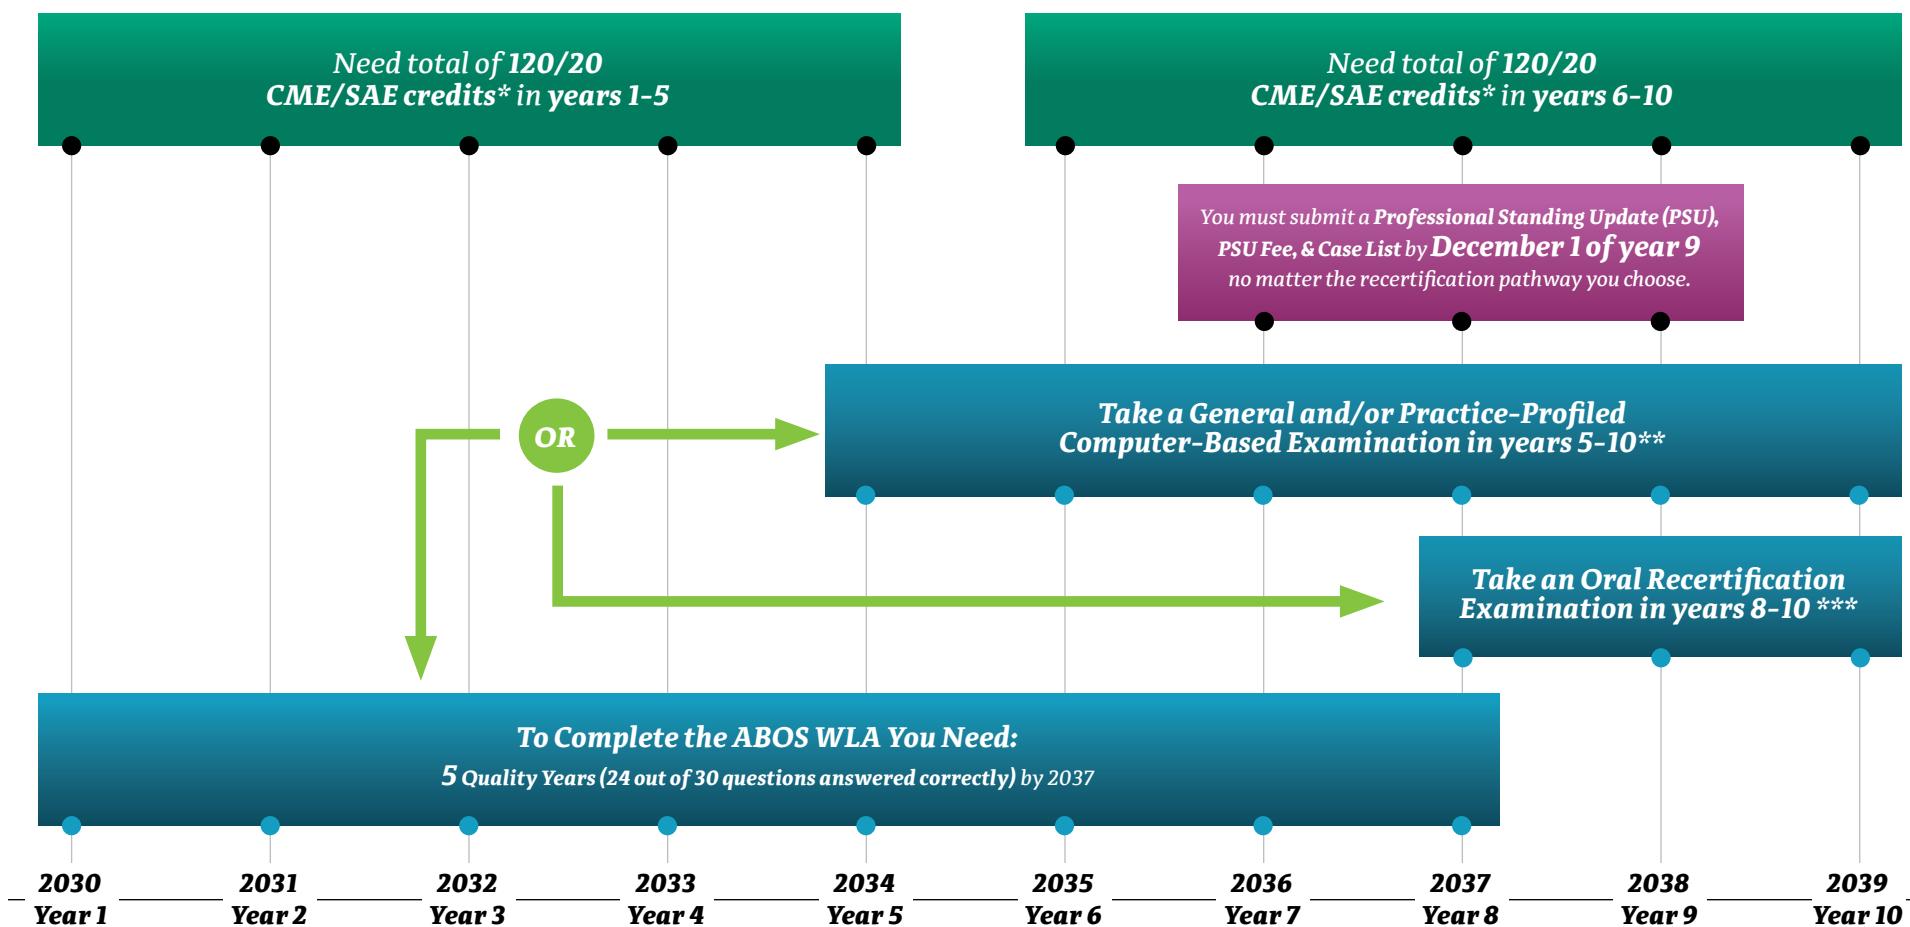 Need total of 120/20
CME/SAE credits* in years 1-5
Need total of 120/20
CME/SAE credits* in years 6-10
You must submit a Professional Standing Update (PSU),
PSU Fee, & Case List by December 1 of year 9
no matter the recertification pathway you choose.
OR
Take a General and/or Practice-Profiled
Computer-Based Examination in years 5-10**
Take an Oral Recertification
Examination in years 8-10 ***
To Complete the ABOS WLA You Need:
5 Quality Years (24 out of 30 questions answered correctly) by 2037
2030 2031 2032 2033 2034 2035 2036 2037 2038 2039
Year 1 Year 2 Year 3 Year 4 Year 5 Year 6 Year 7 Year 8 Year 9 Year 10